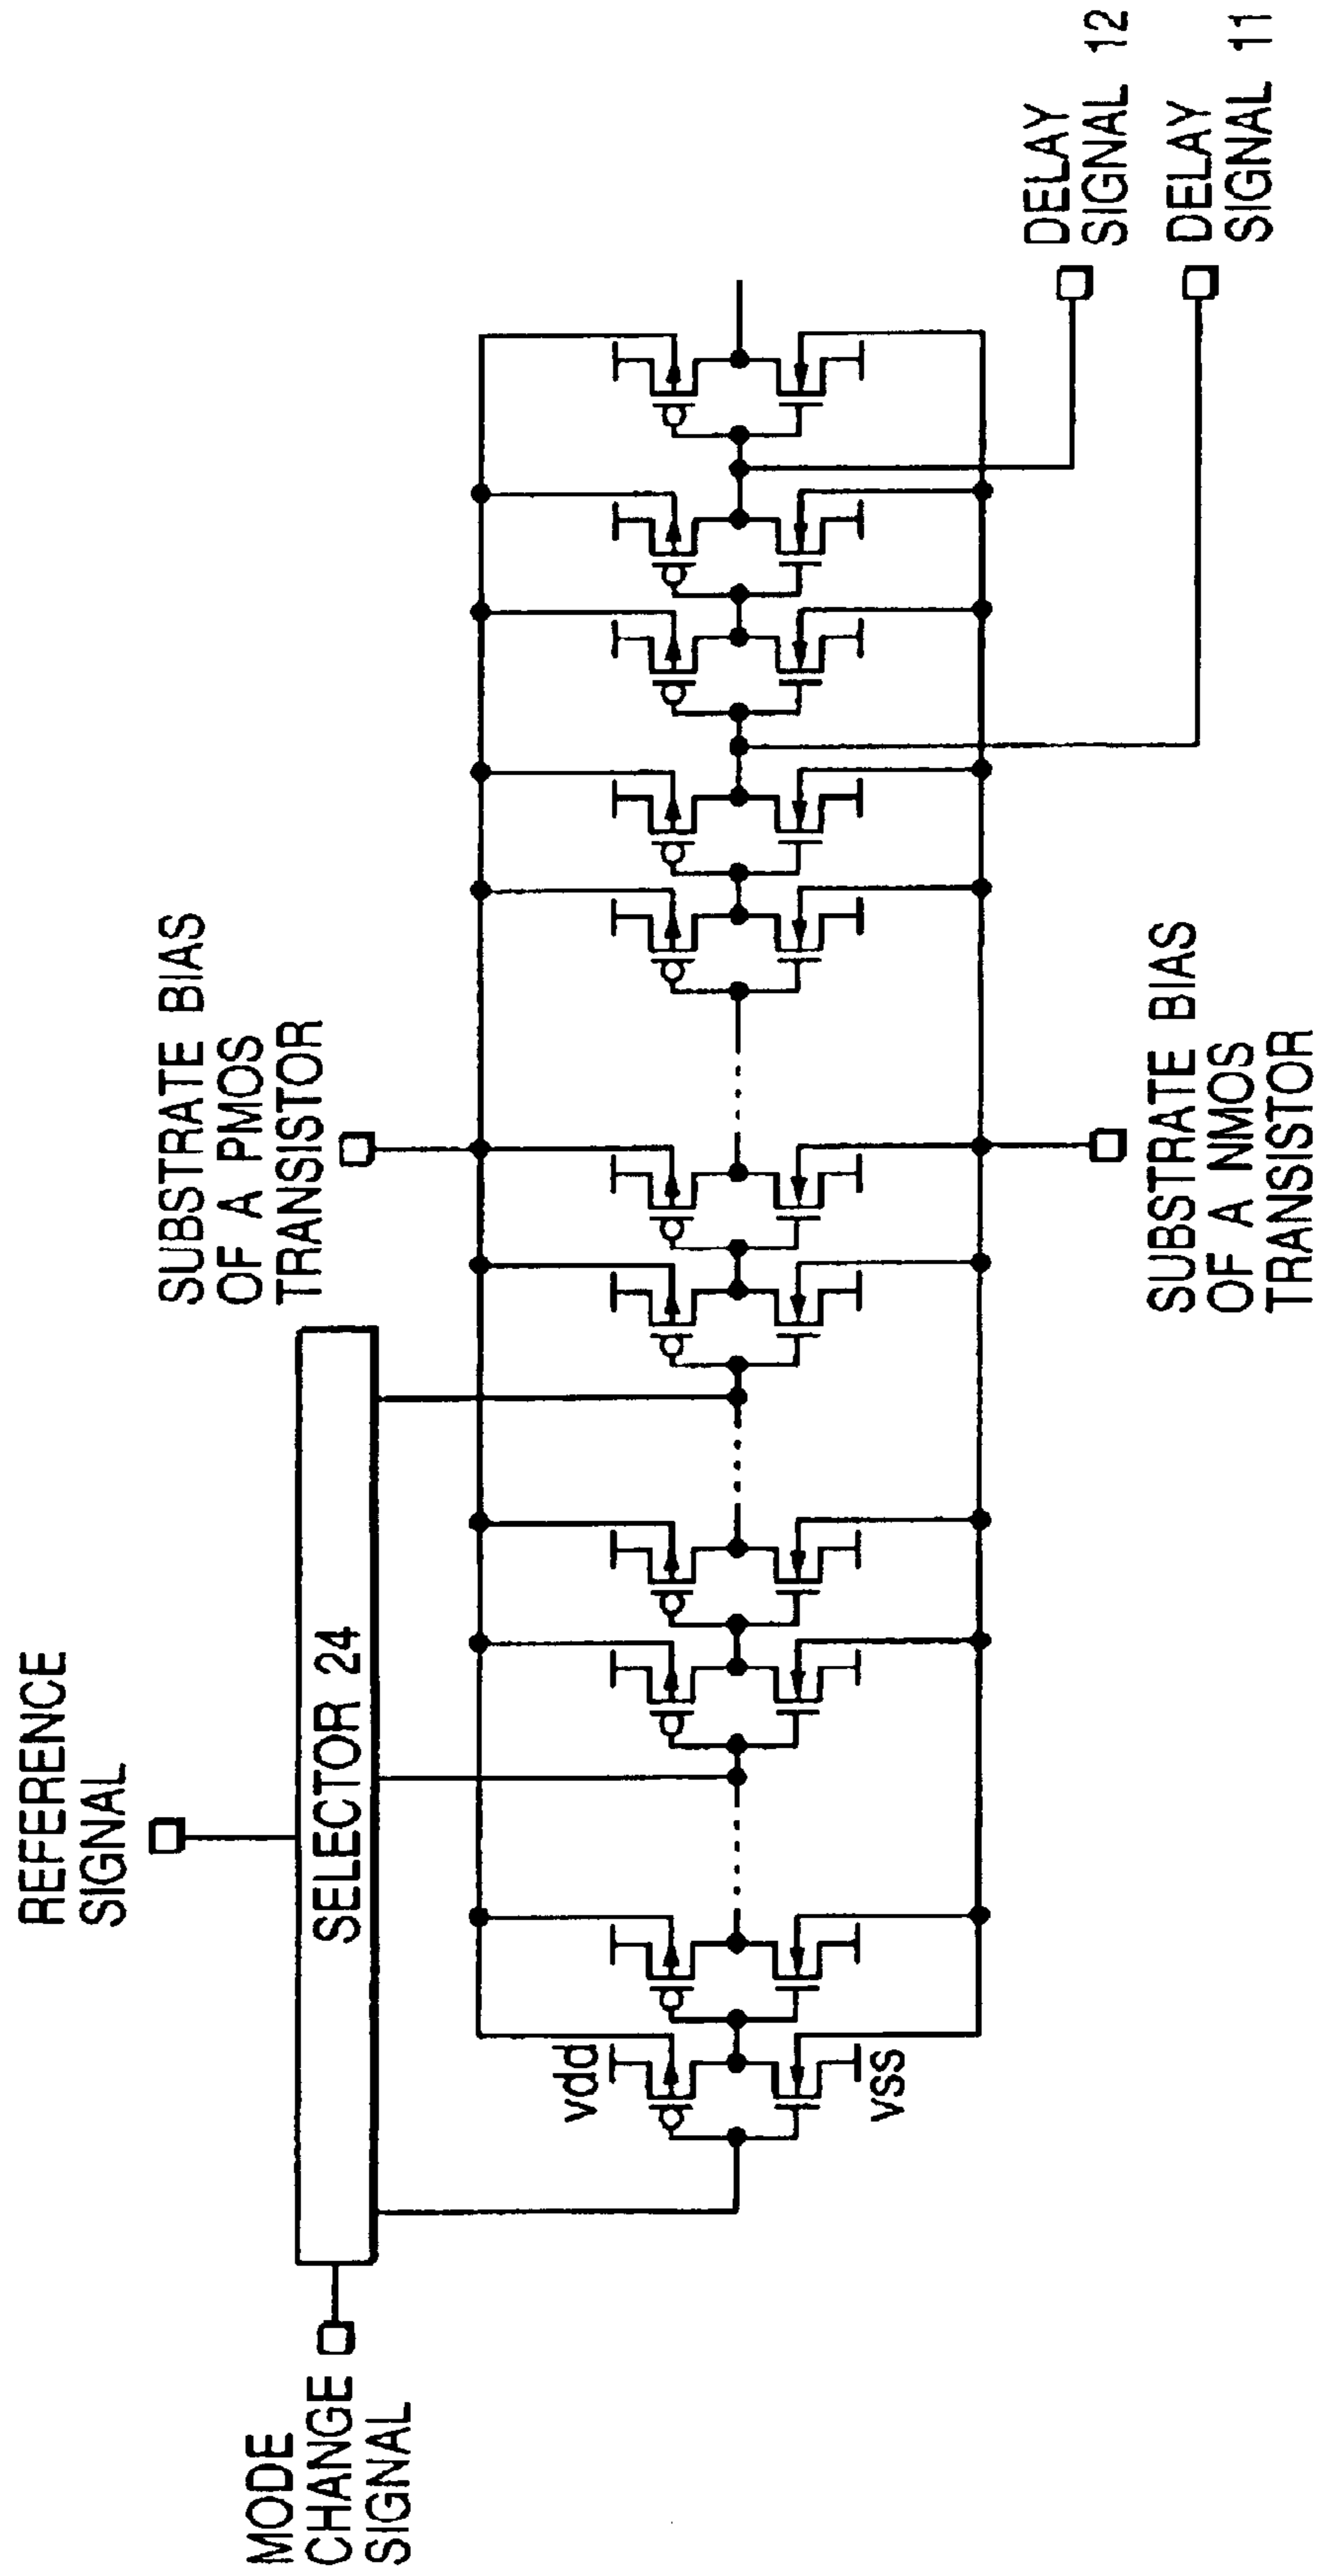 REFERENCE
SIGNAL
MODE
CHANGE
SIGNAL
SELECTOR 24
SUBSTRATE BIAS
OF A PMOS
TRANSISTOR
vdd
vss
SUBSTRATE BIAS
OF A NMOS
TRANSISTOR
DELAY
SIGNAL 12
DELAY
SIGNAL 11